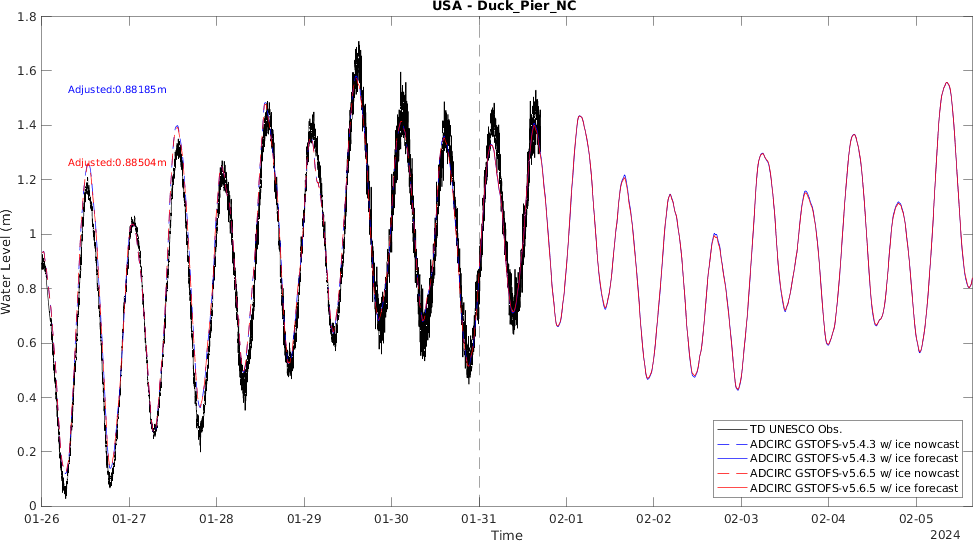 USA - Duck_Pier_NC
Water Level (m)
1.8
1.6
1.4
1.2
1
0.8
0.6
0.4
0.2
0
Adjusted:0.88185m
Adjusted:0.88504m
TD UNESCO Obs.
ADCIRC GSTOFS-v5.4.3 w/ ice nowcast
ADCIRC GSTOFS-v5.4.3 w/ ice forecast
ADCIRC GSTOFS-v5.6.5 w/ ice nowcast
ADCIRC GSTOFS-v5.6.5 w/ ice forecast
01-26 01-27 01-28 01-29 01-30 01-31 02-01 02-02 02-03 02-04 02-05
Time
2024